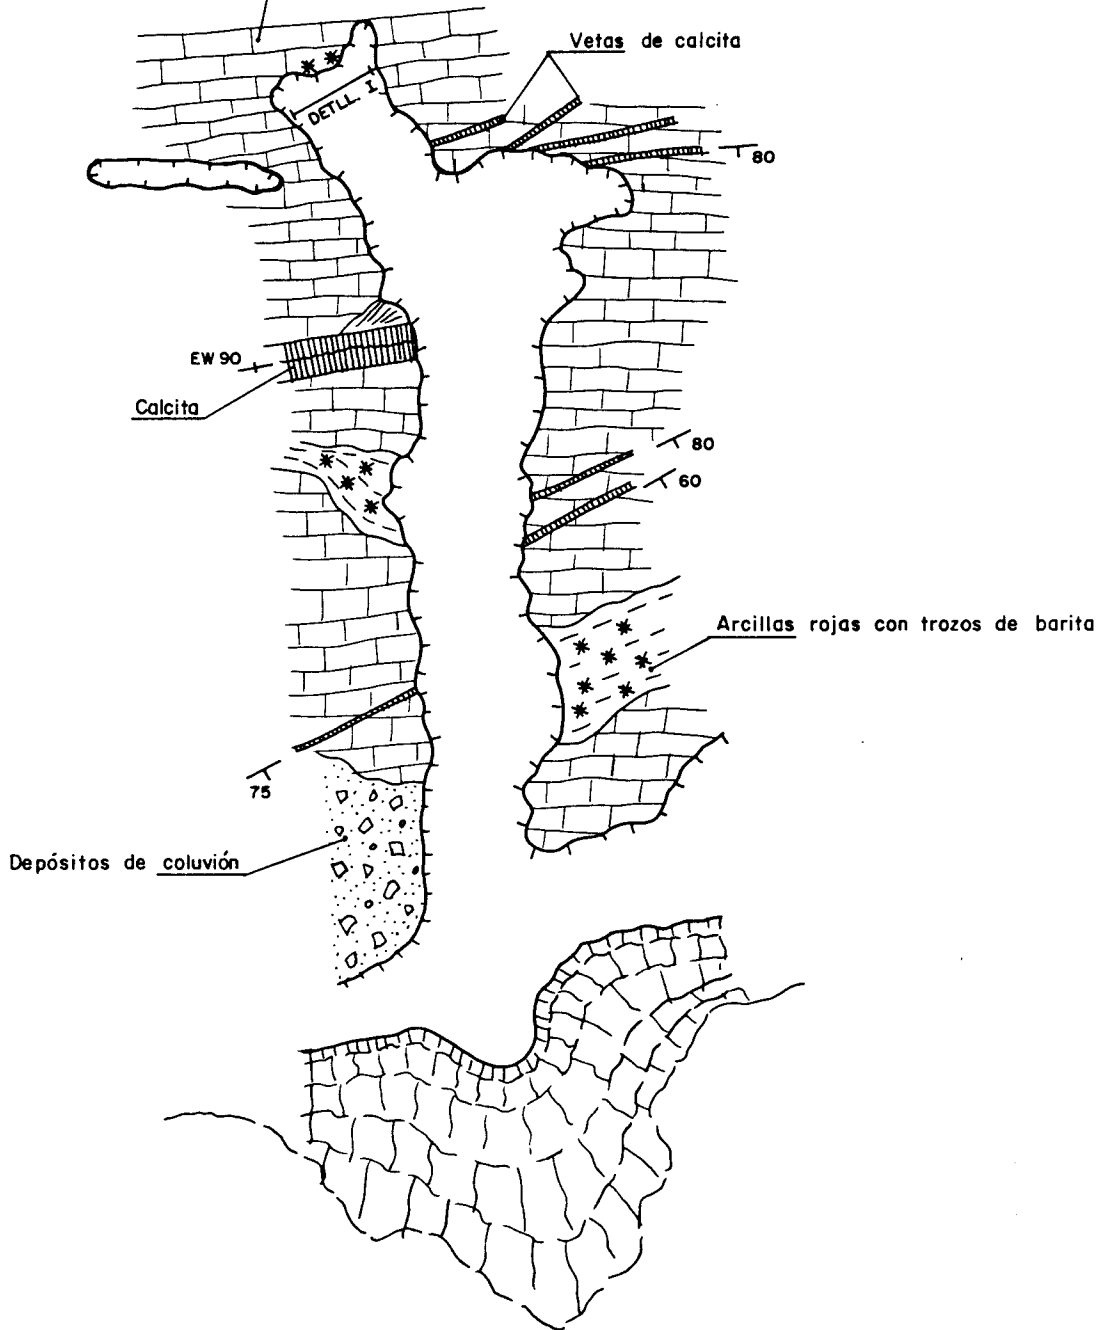 Vetas de calcita
DETLL. I
80
EW 90
Calcita
80
60
Arcillas rojas con trozos de barita
75
Depósitos de coluvión